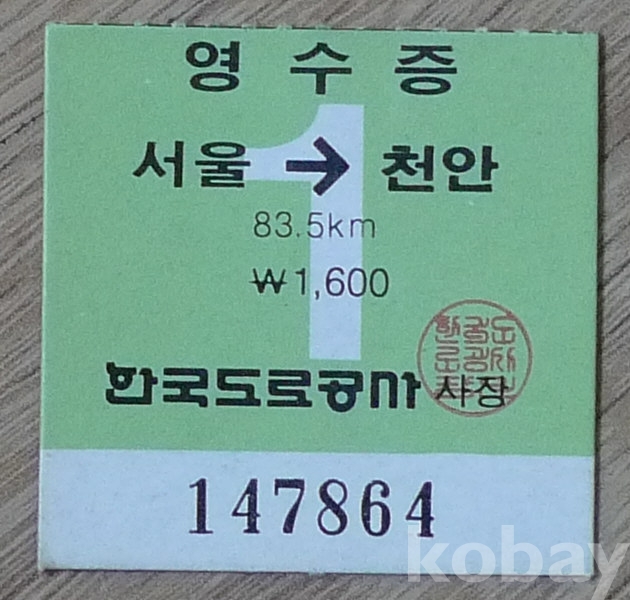 영 수 증
1
서울 → 천안
83.5km
₩1,600
한국도로공사 사장
147864
kobay